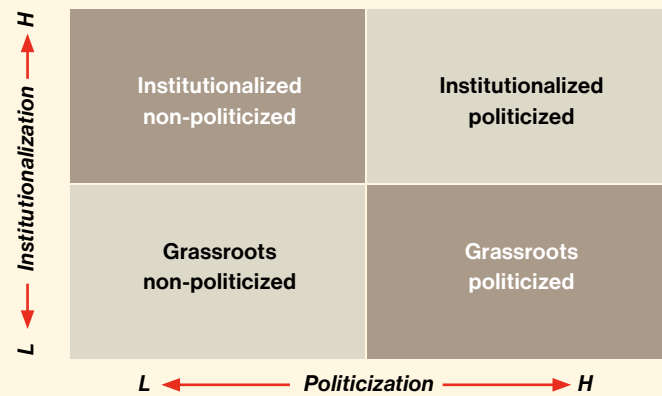 H
Institutionalization
L
Institutionalized
non-politicized
Institutionalized
politicized
Grassroots
non-politicized
Grassroots
politicized
L Politicization H